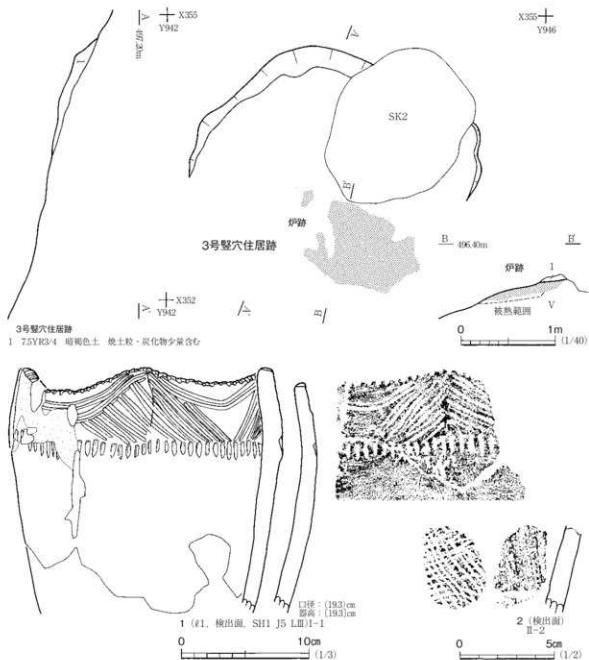 A
497.20m
A'
X355
Y942
X355
Y946
SK2
1
B'
炉跡
3号竪穴住居跡
B 496.40m B'
炉跡 1
V
被熱範囲
A
X352
Y942
A'
B
0 1m
(1/40)
3号竪穴住居跡
1 7.5YR3/4 暗褐色土 焼土粒・炭化物少量含む
口径:(19.3)cm
器高:[19.3]cm
1 (ℓ1、検出面、SH1 J5 LⅢ)Ⅰ-1
0 10cm
(1/3)
2 (検出面)
Ⅱ-2
0 5cm
(1/2)